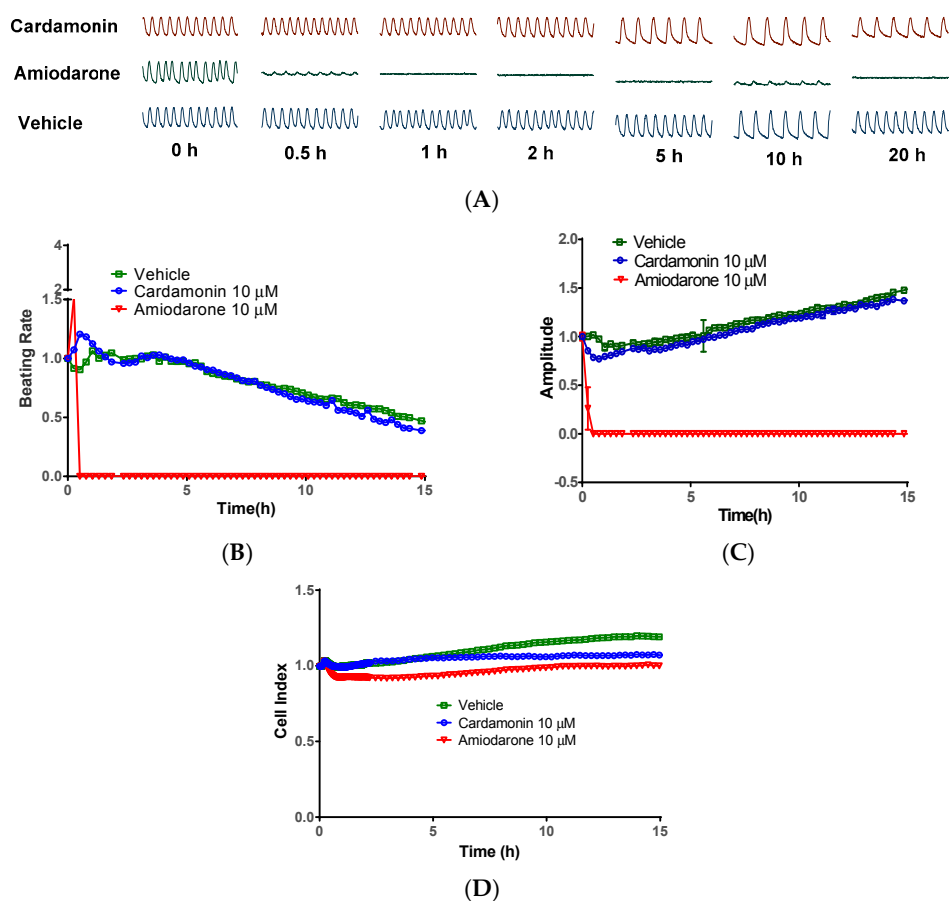 Cardamonin
Amiodarone
Vehicle
0 h 0.5 h 1 h 2 h 5 h 10 h 20 h
(A)
4
2
1.5
1.0
0.5
0.0
Beating Rate
Vehicle
Cardamonin 10 μM
Amiodarone 10 μM
0 5 10 15
Time(h)
(B)
2.0
1.5
1.0
0.5
0.0
-0.5
Amplitude
Vehicle
Cardamonin 10 μM
Amiodarone 10 μM
0 5 10 15
Time(h)
(C)
1.5
1.0
0.5
0.0
Cell Index
Vehicle
Cardamonin 10 μM
Amiodarone 10 μM
0 5 10 15
Time (h)
(D)